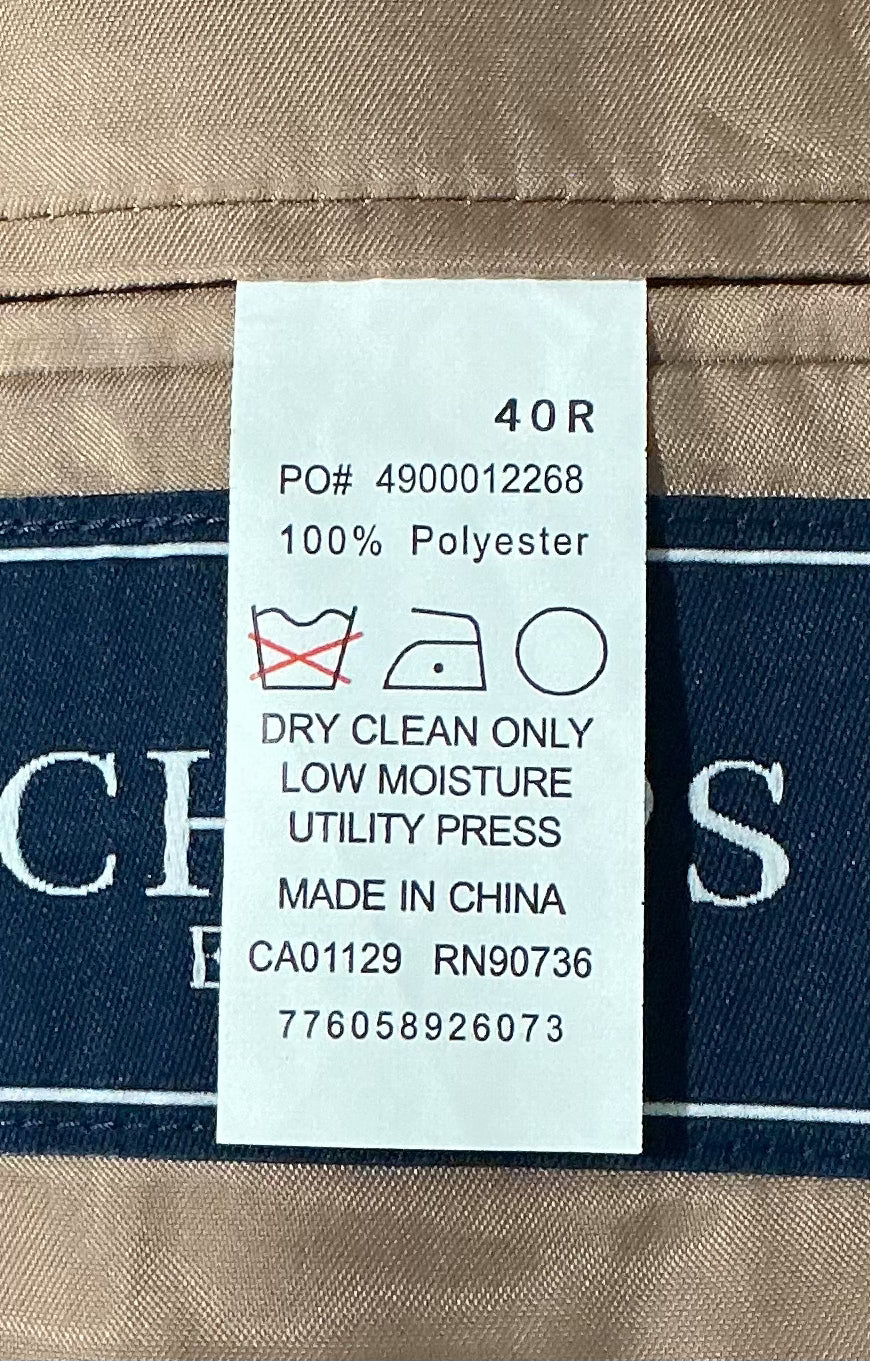 40R
PO# 4900012268
100% Polyester
DRY CLEAN ONLY
LOW MOISTURE
UTILITY PRESS
MADE IN CHINA
CA01129 RN90736
776058926073